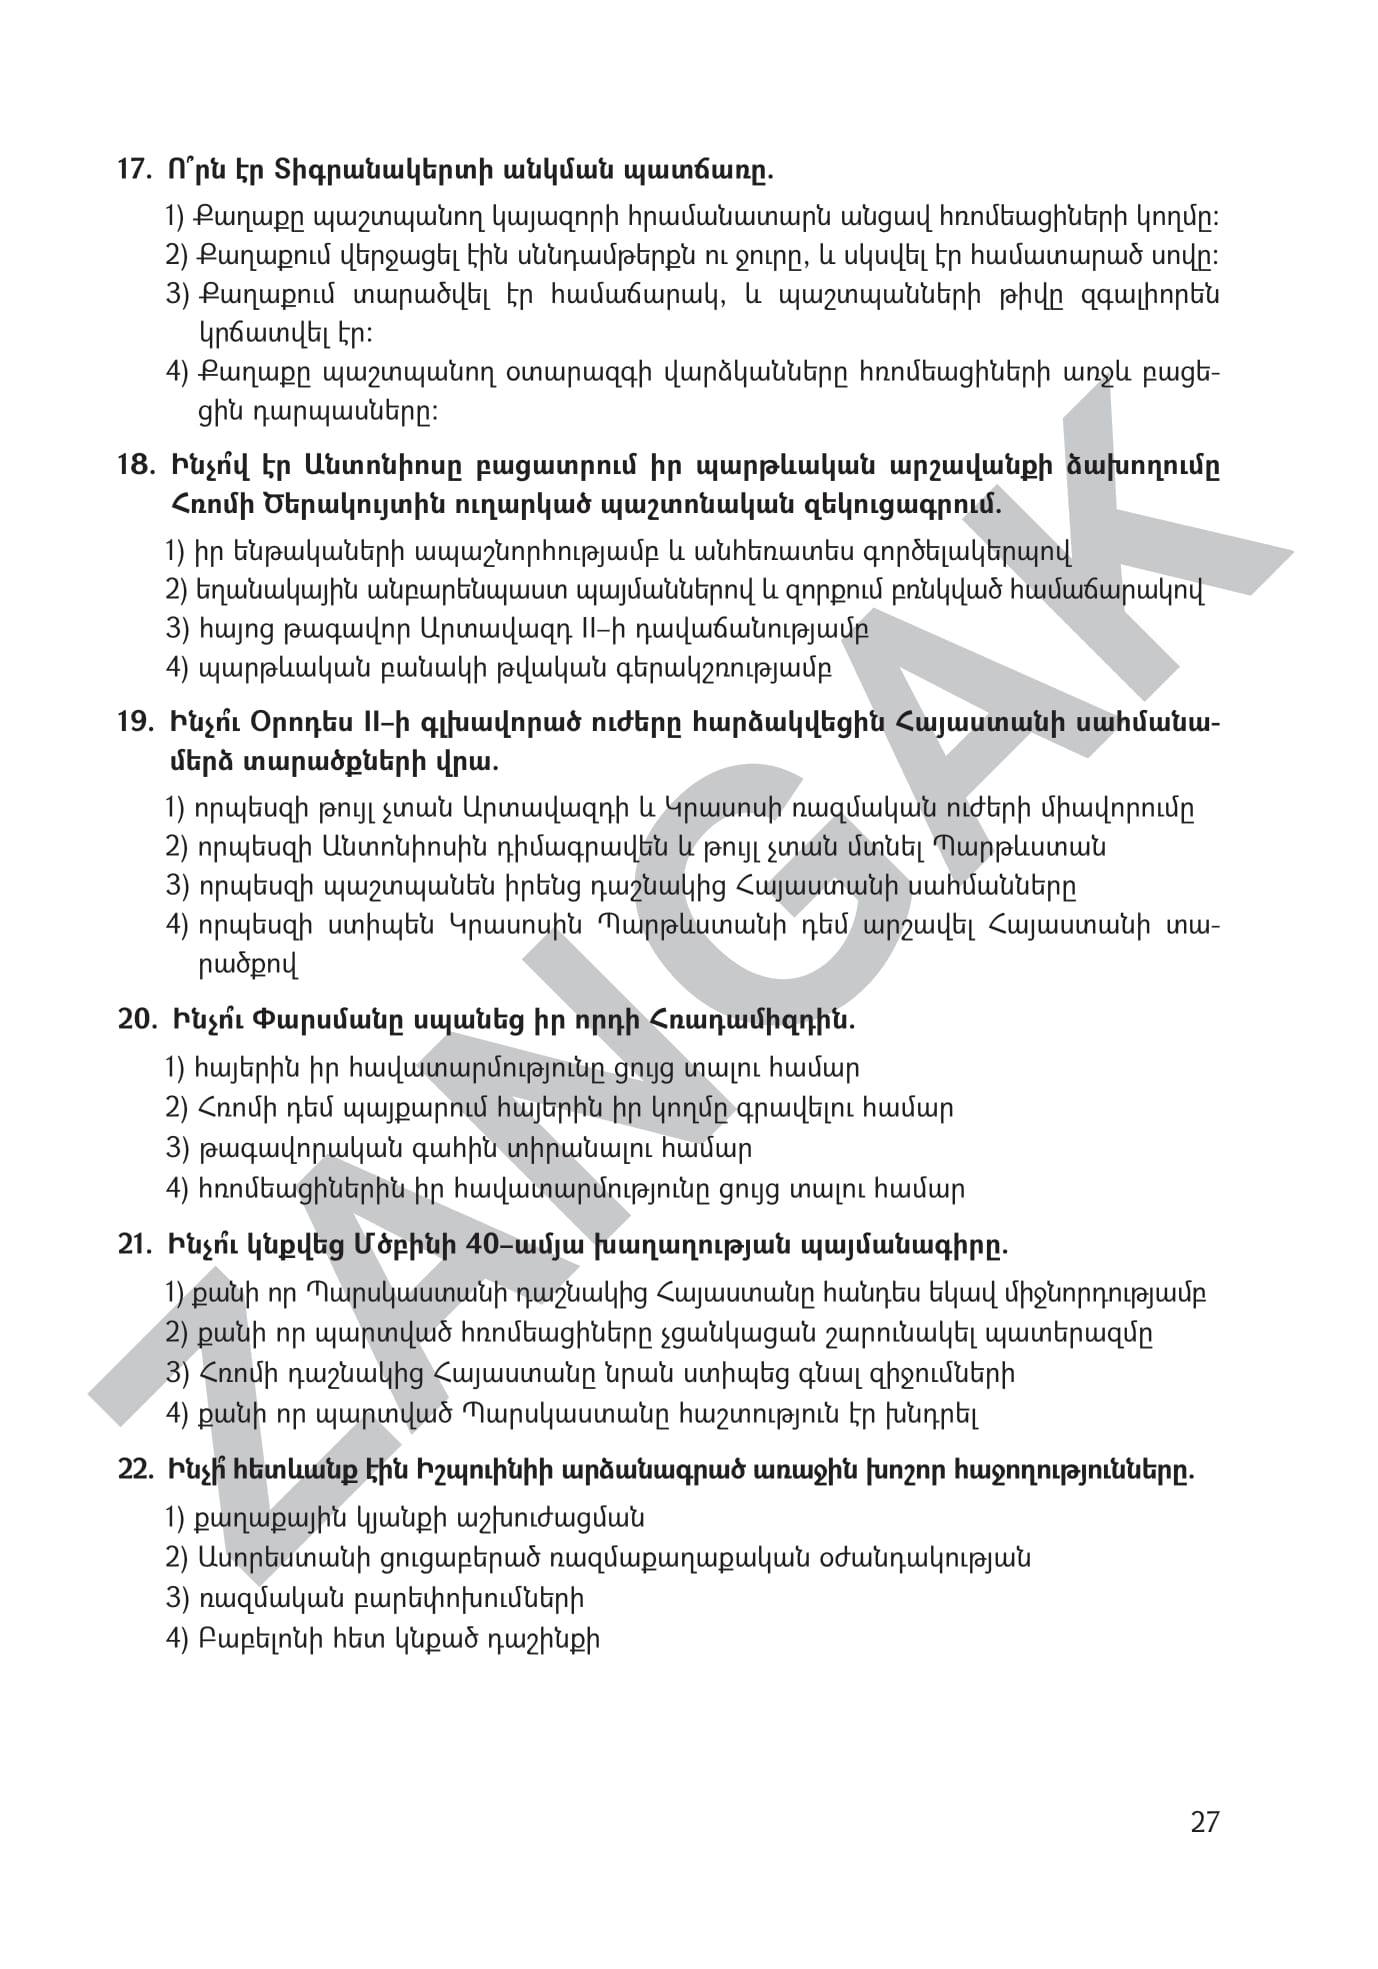 17. Ո՞րն էր Տիգրանակերտի անկման պատճառը.
1) Քաղաքը պաշտպանող կայազորի հրամանատարն անցավ հռոմեացիների կողմը:
2) Քաղաքում վերջացել էին սննդամթերքն ու ջուրը, և սկսվել էր համատարած սովը:
3) Քաղաքում տարածվել էր համաճարակ, և պաշտպանների թիվը զգալիորեն
կրճատվել էր:
4) Քաղաքը պաշտպանող օտարազգի վարձկանները հռոմեացիների առջև բացե-
ցին դարպասները:
18. Ինչո՞վ էր Անտոնիոսը բացատրում իր պարթևական արշավանքի ձախողումը
Հռոմի Ծերակույտին ուղարկած պաշտոնական զեկուցագրում.
1) իր ենթակաների ապաշնորհությամբ և անհեռատես գործելակերպով
2) եղանակային անբարենպաստ պայմաններով և զորքում բռնկված համաճարակով
3) հայոց թագավոր Արտավազդ II–ի դավաճանությամբ
4) պարթևական բանակի թվական գերակշռությամբ
19. Ինչո՞ւ Օրոդես II–ի գլխավորած ուժերը հարձակվեցին Հայաստանի սահմանա-
մերձ տարածքների վրա.
1) որպեսզի թույլ չտան Արտավազդի և Կրասոսի ռազմական ուժերի միավորումը
2) որպեսզի Անտոնիոսին դիմագրավեն և թույլ չտան մտնել Պարթևստան
3) որպեսզի պաշտպանեն իրենց դաշնակից Հայաստանի սահմանները
4) որպեսզի ստիպեն Կրասոսին Պարթևստանի դեմ արշավել Հայաստանի տա-
րածքով
20. Ինչո՞ւ Փարսմանը սպանեց իր որդի Հռադամիզդին.
1) հայերին իր հավատարմությունը ցույց տալու համար
2) Հռոմի դեմ պայքարում հայերին իր կողմը գրավելու համար
3) թագավորական գահին տիրանալու համար
4) հռոմեացիներին իր հավատարմությունը ցույց տալու համար
21. Ինչո՞ւ կնքվեց Մծբինի 40–ամյա խաղաղության պայմանագիրը.
1) քանի որ Պարսկաստանի դաշնակից Հայաստանը հանդես եկավ միջնորդությամբ
2) քանի որ պարտված հռոմեացիները չցանկացան շարունակել պատերազմը
3) Հռոմի դաշնակից Հայաստանը նրան ստիպեց գնալ զիջումների
4) քանի որ պարտված Պարսկաստանը հաշտություն էր խնդրել
22. Ինչի՞ հետևանք էին Իշպուինիի արձանագրած առաջին խոշոր հաջողությունները.
1) քաղաքային կյանքի աշխուժացման
2) Ասորեստանի ցուցաբերած ռազմաքաղաքական օժանդակության
3) ռազմական բարեփոխումների
4) Բաբելոնի հետ կնքած դաշինքի
27
ZANGAK